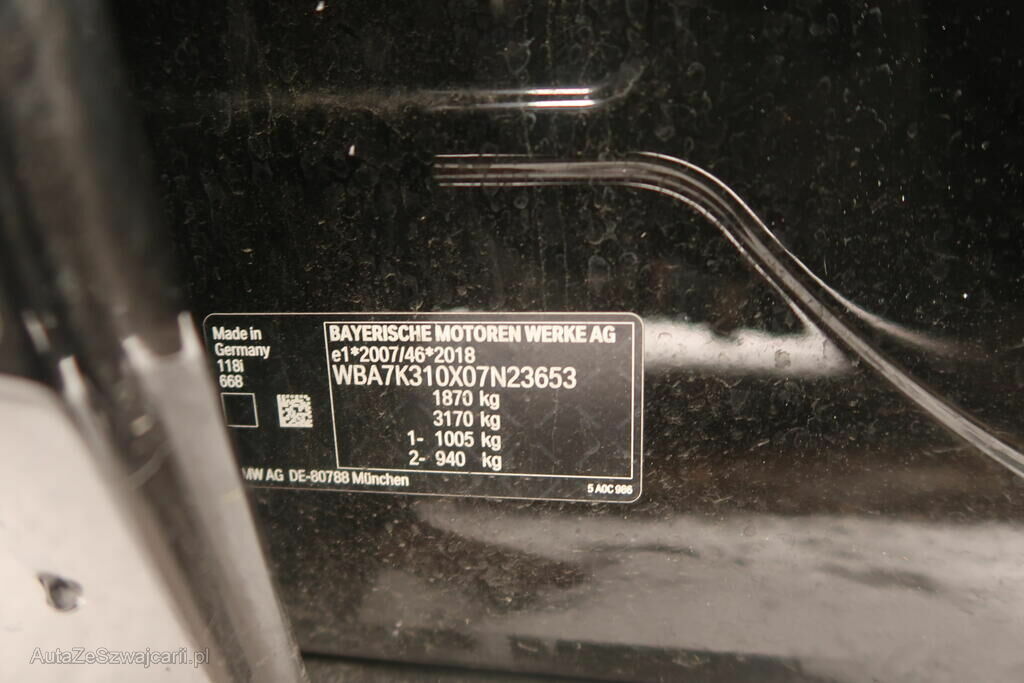 Made in
Germany
118i
668
BAYERISCHE MOTOREN WERKE AG
e1*2007/46*2018
WBA7K310X07N23653
1870 kg
3170 kg
1- 1005 kg
2- 940 kg
MW AG DE-80788 München
5 A0C 986
AutaZeSzwajcarii.pl